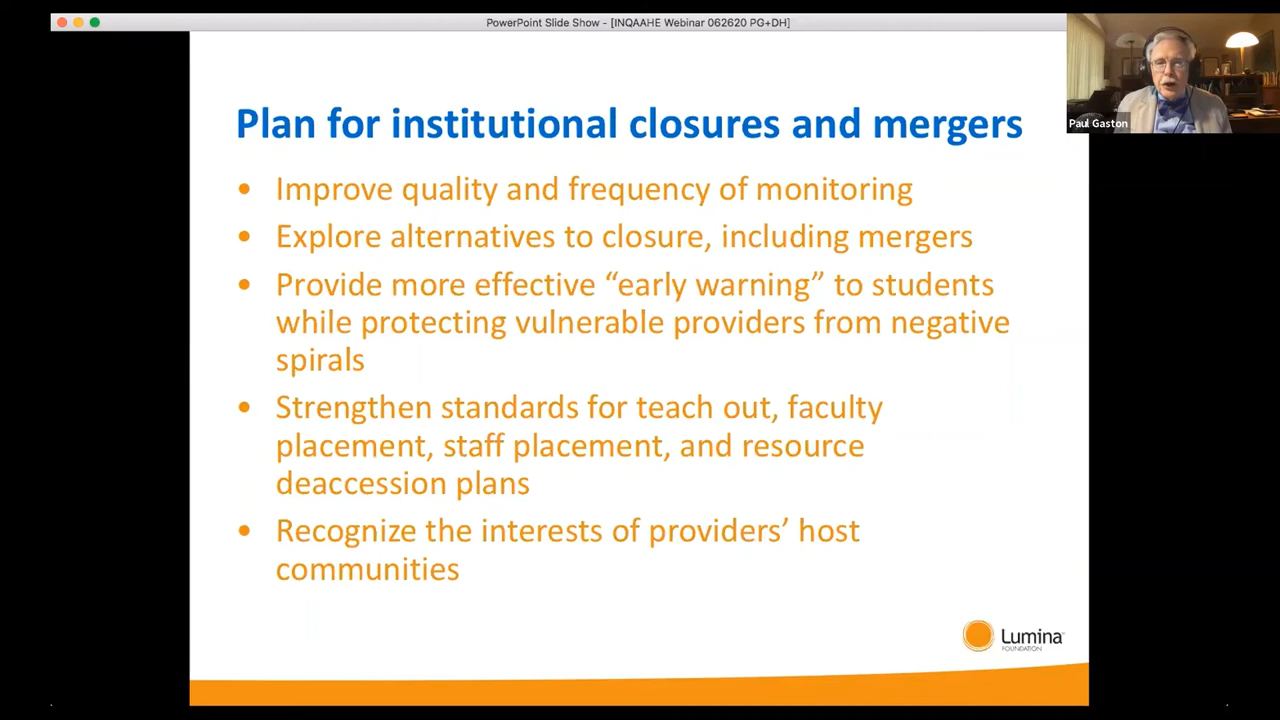 PowerPoint Slide Show - [INQAAHE Webinar 062620 PG+DH]
Paul Gaston
Plan for institutional closures and mergers
• Improve quality and frequency of monitoring
• Explore alternatives to closure, including mergers
• Provide more effective “early warning” to students
while protecting vulnerable providers from negative
spirals
• Strengthen standards for teach out, faculty
placement, staff placement, and resource
deaccession plans
• Recognize the interests of providers’ host
communities
Lumina
FOUNDATION